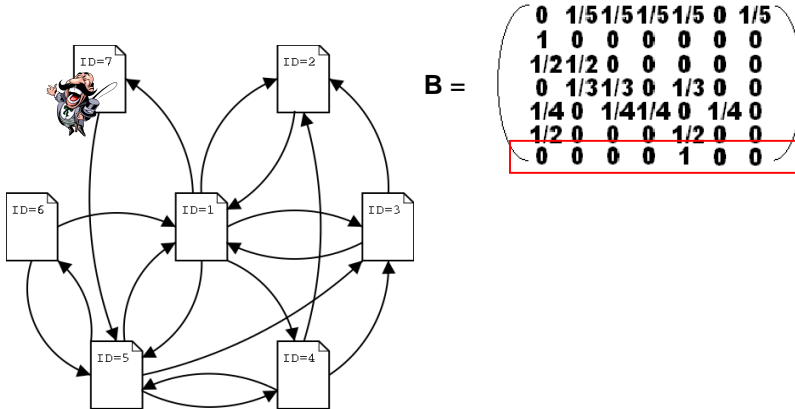 ID=7
ID=2
ID=6
ID=1
ID=3
ID=5
ID=4
B =
0 1/5 1/5 1/5 1/5 0 1/5
1 0 0 0 0 0 0
1/2 1/2 0 0 0 0 0
0 1/3 1/3 0 1/3 0 0
1/4 0 1/4 1/4 0 1/4 0
1/2 0 0 0 1/2 0 0
0 0 0 0 1 0 0